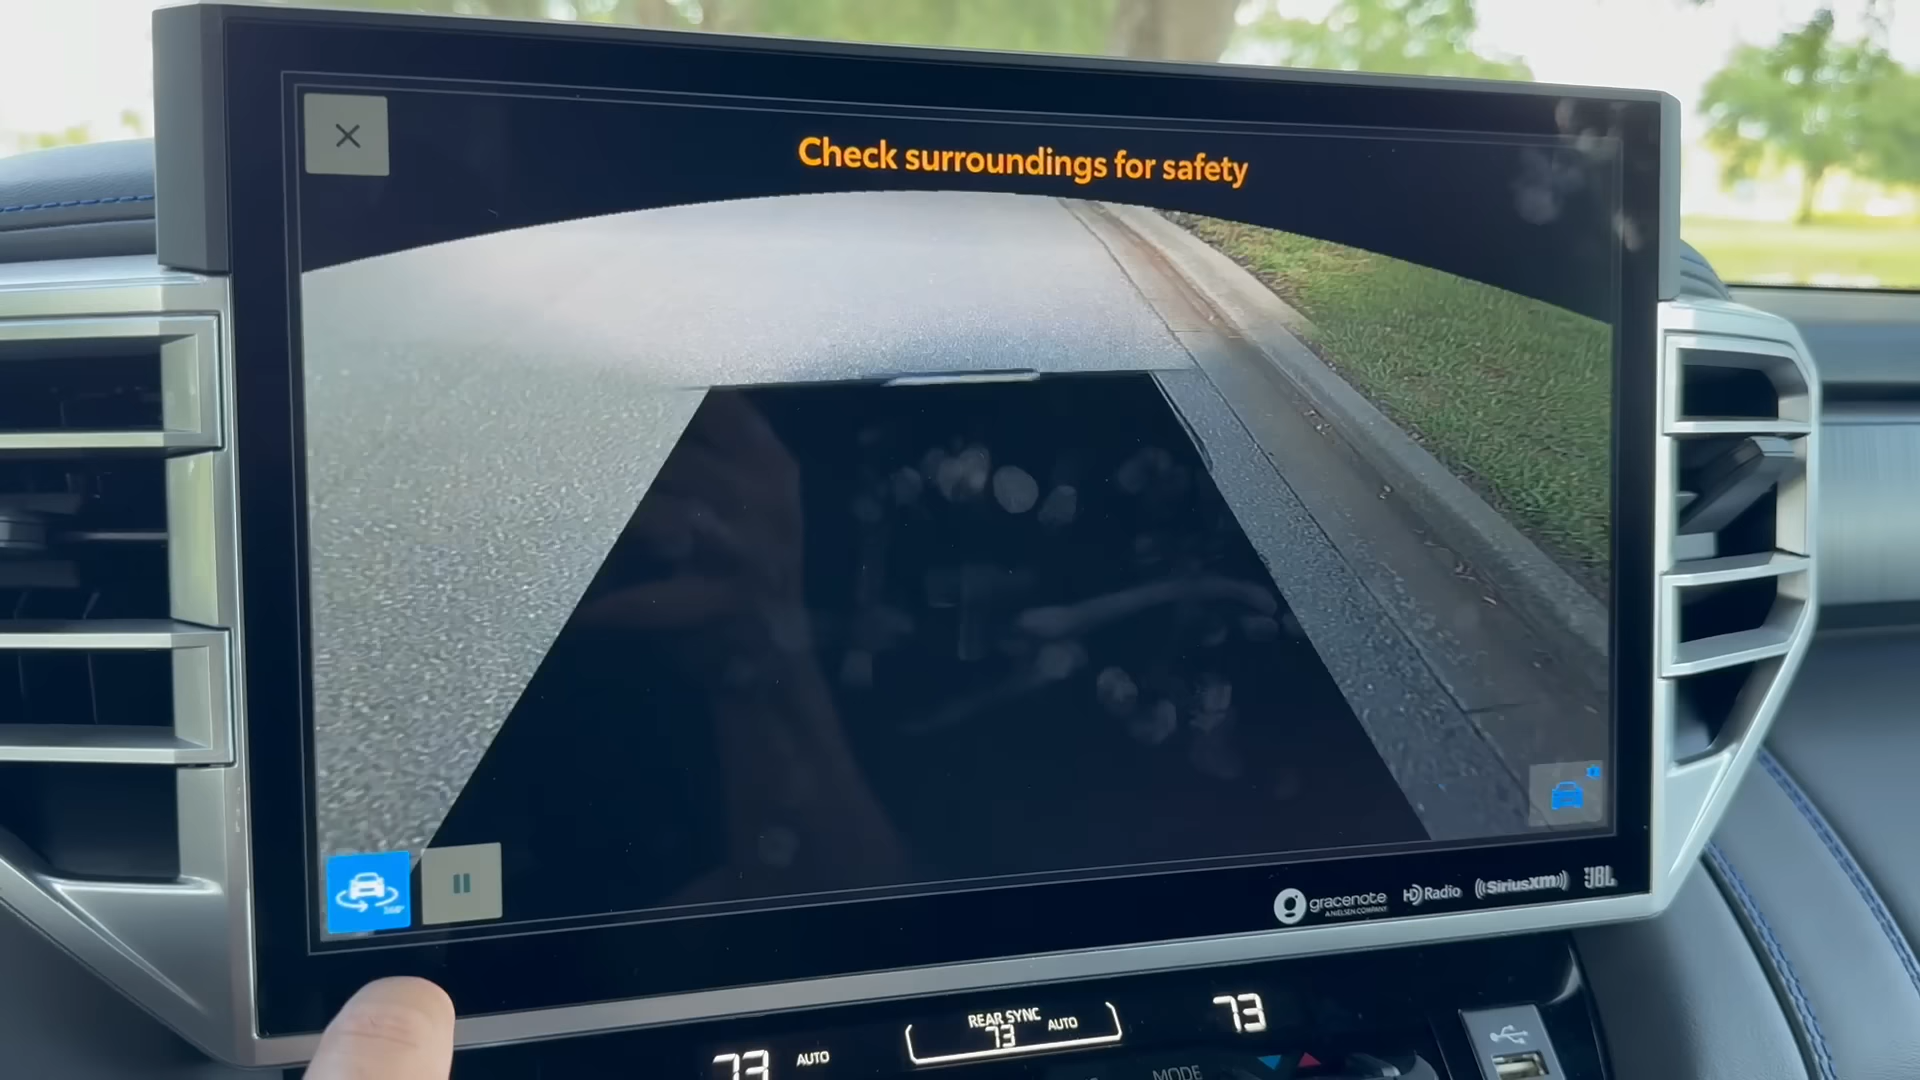 Check surroundings for safety
360°
gracenote
A NIELSEN COMPANY
HD Radio
((SiriusXM))
JBL
REAR SYNC
73 AUTO
73
73 AUTO
MODE